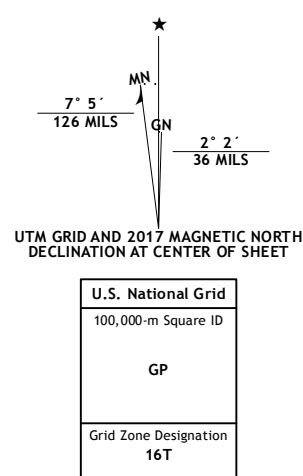 ★
MN
7° 5´
126 MILS
GN
2° 2´
36 MILS
UTM GRID AND 2017 MAGNETIC NORTH
DECLINATION AT CENTER OF SHEET
U.S. National Grid
100,000-m Square ID
GP
Grid Zone Designation
16T